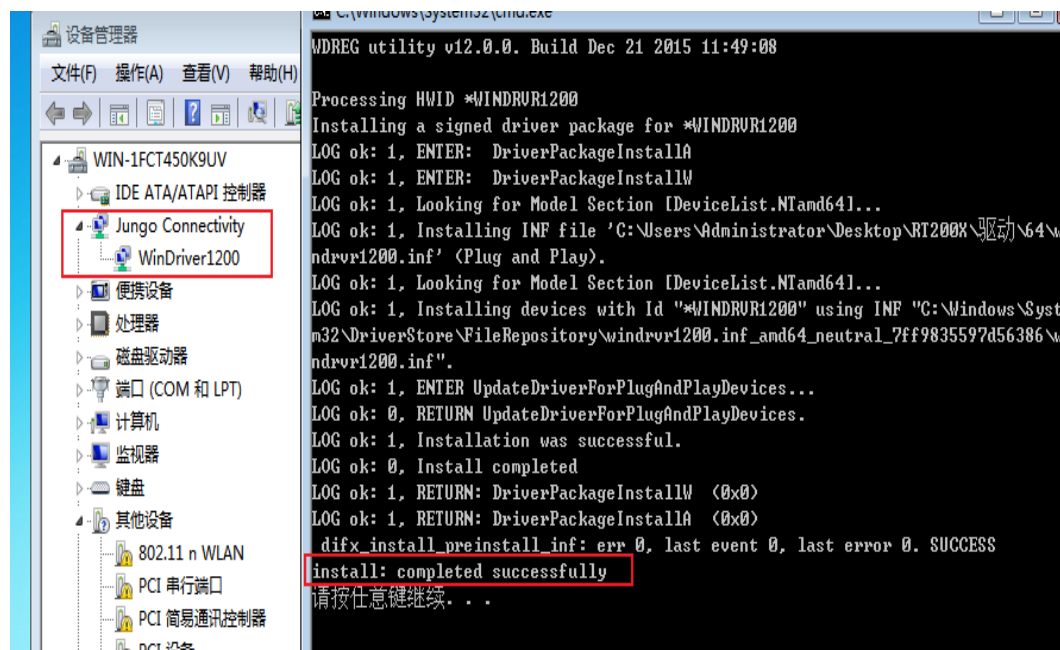 设备管理器
文件(F) 操作(A) 查看(V) 帮助(H)
WIN-1FCT450K9UV
IDE ATA/ATAPI 控制器
Jungo Connectivity
WinDriver1200
便携设备
处理器
磁盘驱动器
端口 (COM 和 LPT)
计算机
监视器
键盘
其他设备
802.11 n WLAN
PCI 串行端口
PCI 简易通讯控制器
PCI 设备
C:\Windows\System32\cmd.exe
WDREG utility v12.0.0. Build Dec 21 2015 11:49:08
Processing HWID *WINDRVR1200
Installing a signed driver package for *WINDRVR1200
LOG ok: 1, ENTER:  DriverPackageInstallA
LOG ok: 1, ENTER:  DriverPackageInstallW
LOG ok: 1, Looking for Model Section [DeviceList.NTamd64]...
LOG ok: 1, Installing INF file 'C:\Users\Administrator\Desktop\RT200X\驱动\64\w
ndrvr1200.inf' (Plug and Play).
LOG ok: 1, Looking for Model Section [DeviceList.NTamd64]...
LOG ok: 1, Installing devices with Id "*WINDRVR1200" using INF "C:\Windows\Syst
m32\DriverStore\FileRepository\windrvr1200.inf_amd64_neutral_7ff9835597d56386\w
ndrvr1200.inf".
LOG ok: 1, ENTER UpdateDriverForPlugAndPlayDevices...
LOG ok: 0, RETURN UpdateDriverForPlugAndPlayDevices.
LOG ok: 1, Installation was successful.
LOG ok: 0, Install completed
LOG ok: 1, RETURN: DriverPackageInstallW  (0x0)
LOG ok: 1, RETURN: DriverPackageInstallA  (0x0)
difx_install_preinstall_inf: err 0, last event 0, last error 0. SUCCESS
install: completed successfully
请按任意键继续. . .